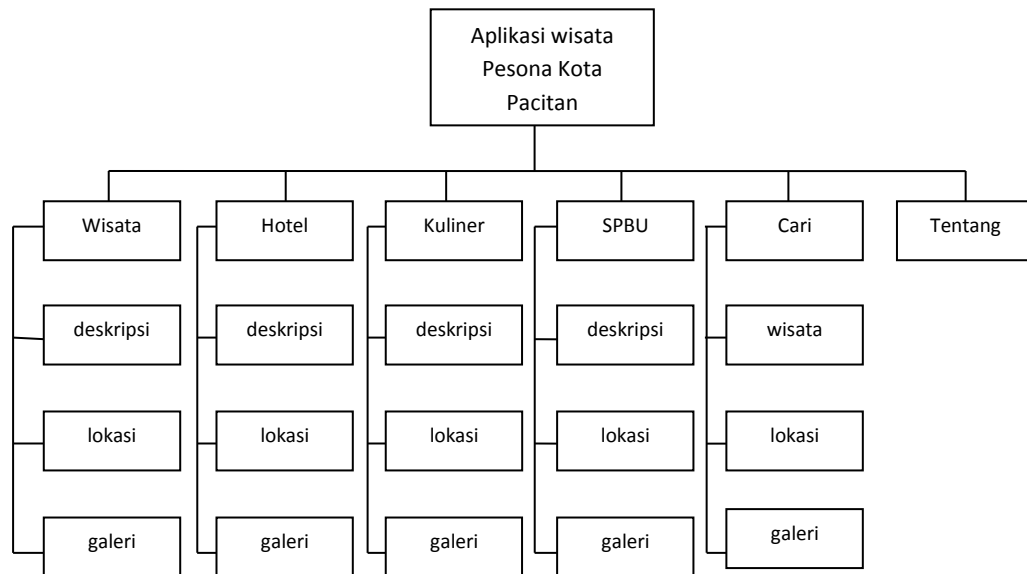 Aplikasi wisata
Pesona Kota
Pacitan
Wisata
Hotel
Kuliner
SPBU
Cari
Tentang
deskripsi
deskripsi
deskripsi
deskripsi
wisata
lokasi
lokasi
lokasi
lokasi
lokasi
galeri
galeri
galeri
galeri
galeri